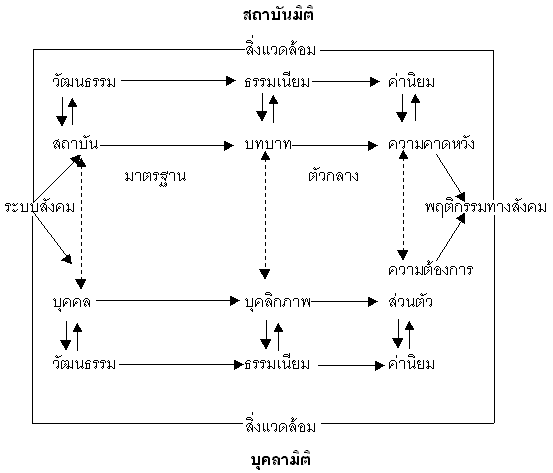 สถาบันมิติ
สิ่งแวดล้อม
วัฒนธรรม ธรรมเนียม ค่านิยม
สถาบัน บทบาท ความคาดหวัง
มาตรฐาน ตัวกลาง
ระบบสังคม พฤติกรรมทางสังคม
ความต้องการ
บุคคล บุคลิกภาพ ส่วนตัว
วัฒนธรรม ธรรมเนียม ค่านิยม
สิ่งแวดล้อม
บุคลามิติ